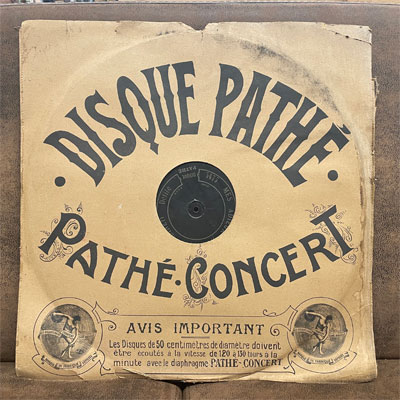 DISQUE PATHÉ
PATHÉ·CONCERT
AVIS IMPORTANT
Les Disques de 50 centimètres de diamètre doivent
être écoutés à la vitesse de 120 à 130 tours à la
minute avec le diaphragme PATHÉ-CONCERT